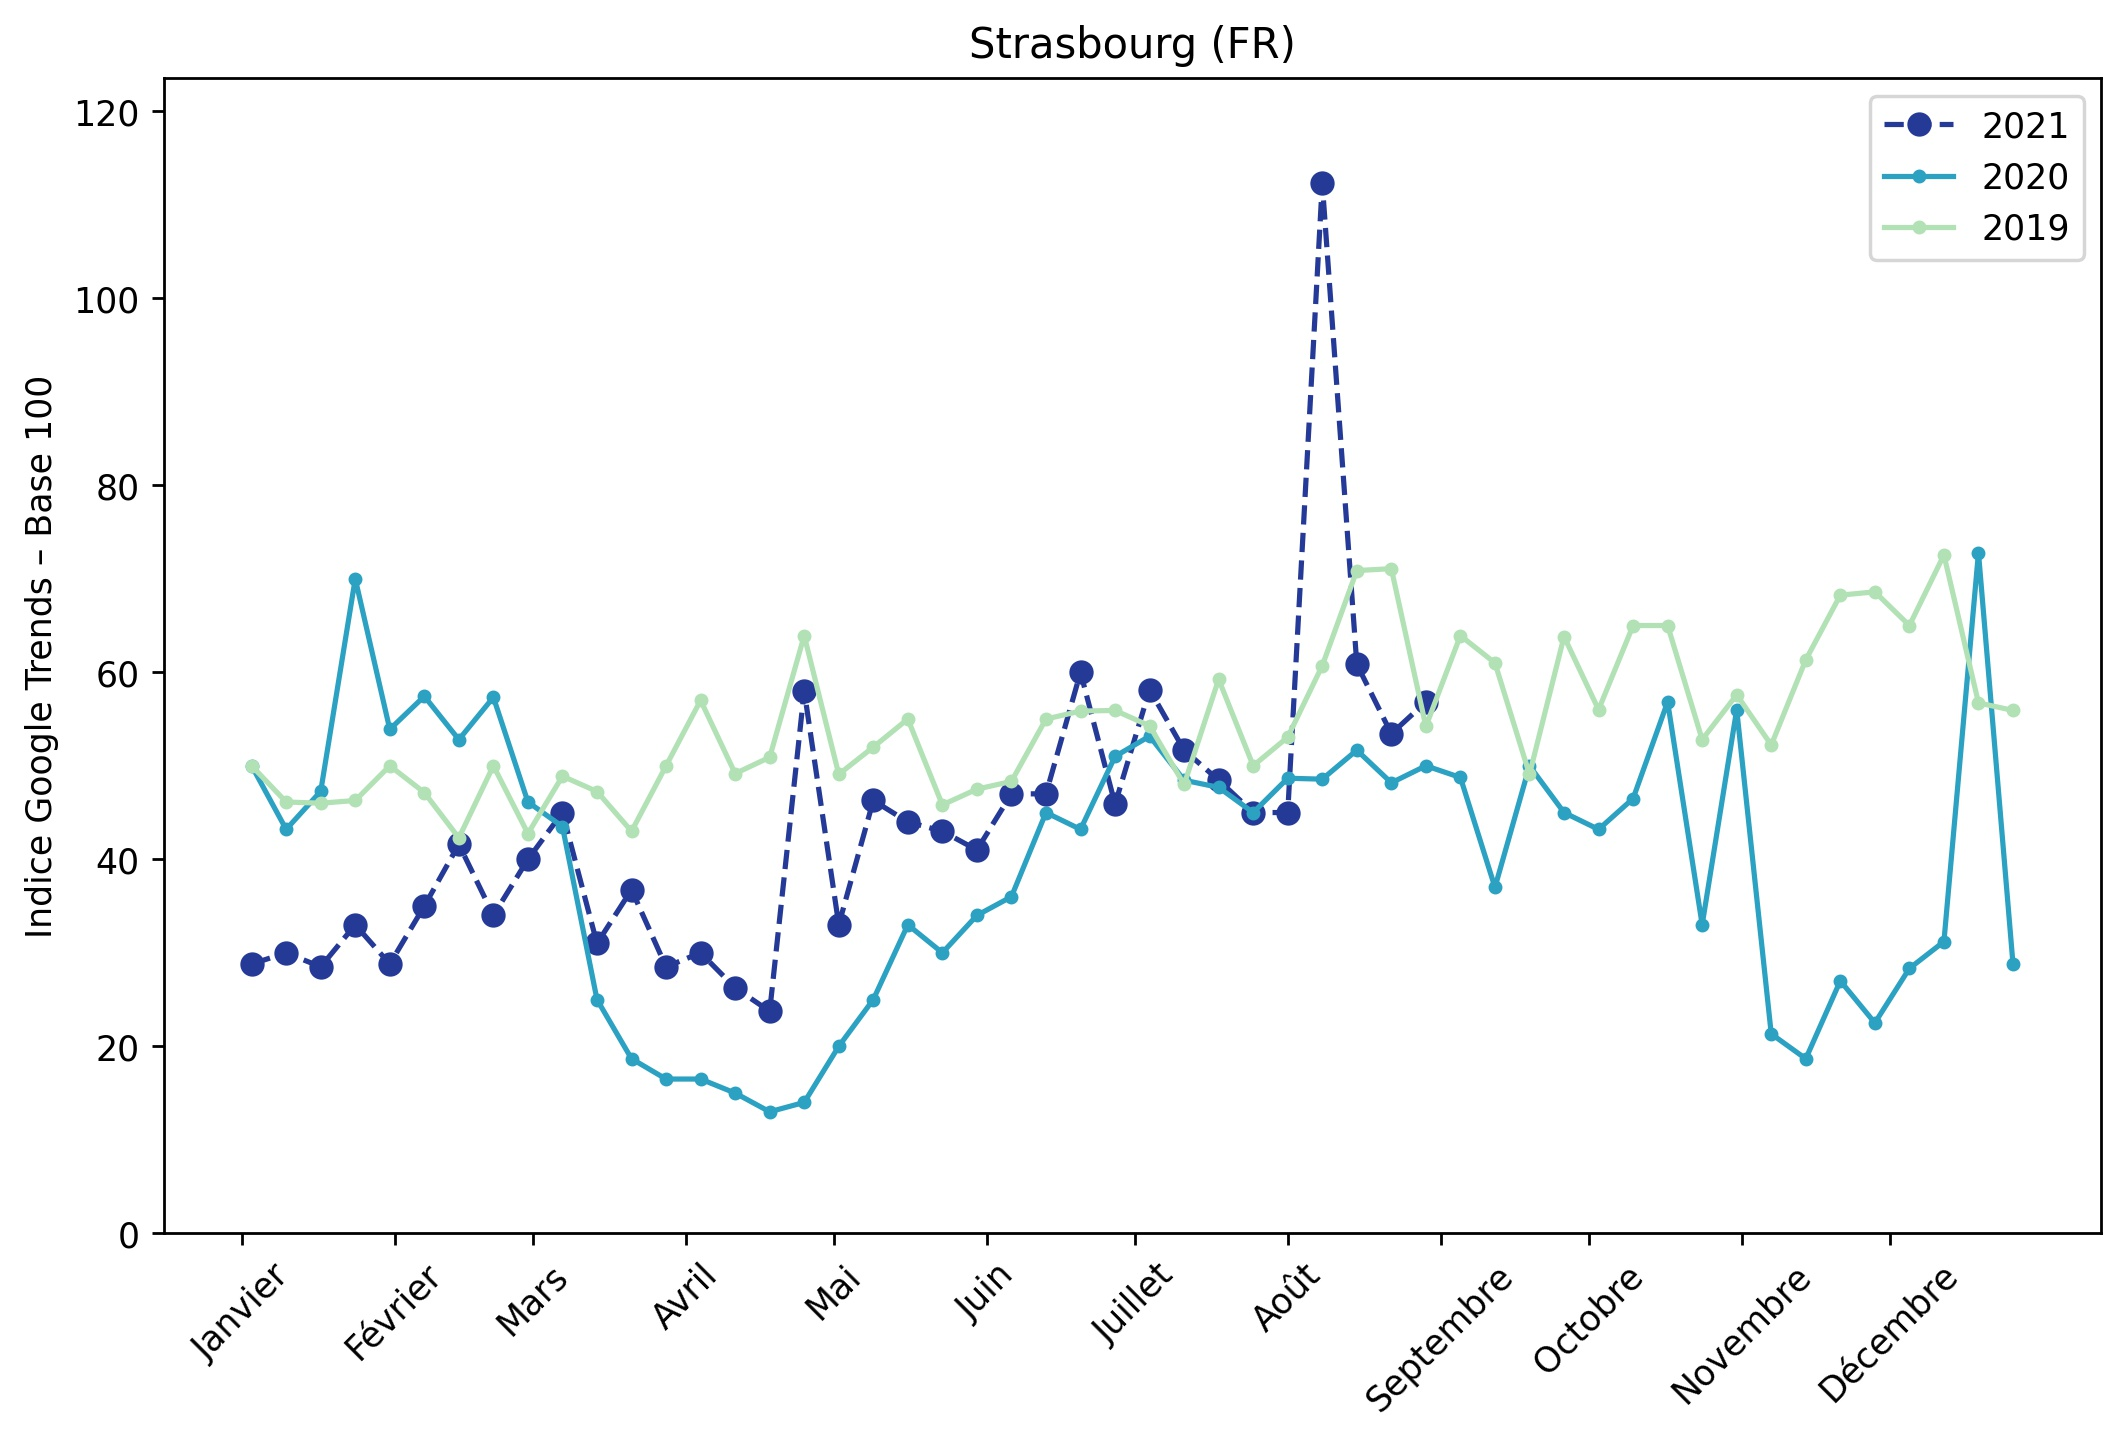 Strasbourg (FR)
Indice Google Trends – Base 100
120
100
80
60
40
20
0
2021
2020
2019
Janvier
Février
Mars
Avril
Mai
Juin
Juillet
Août
Septembre
Octobre
Novembre
Décembre